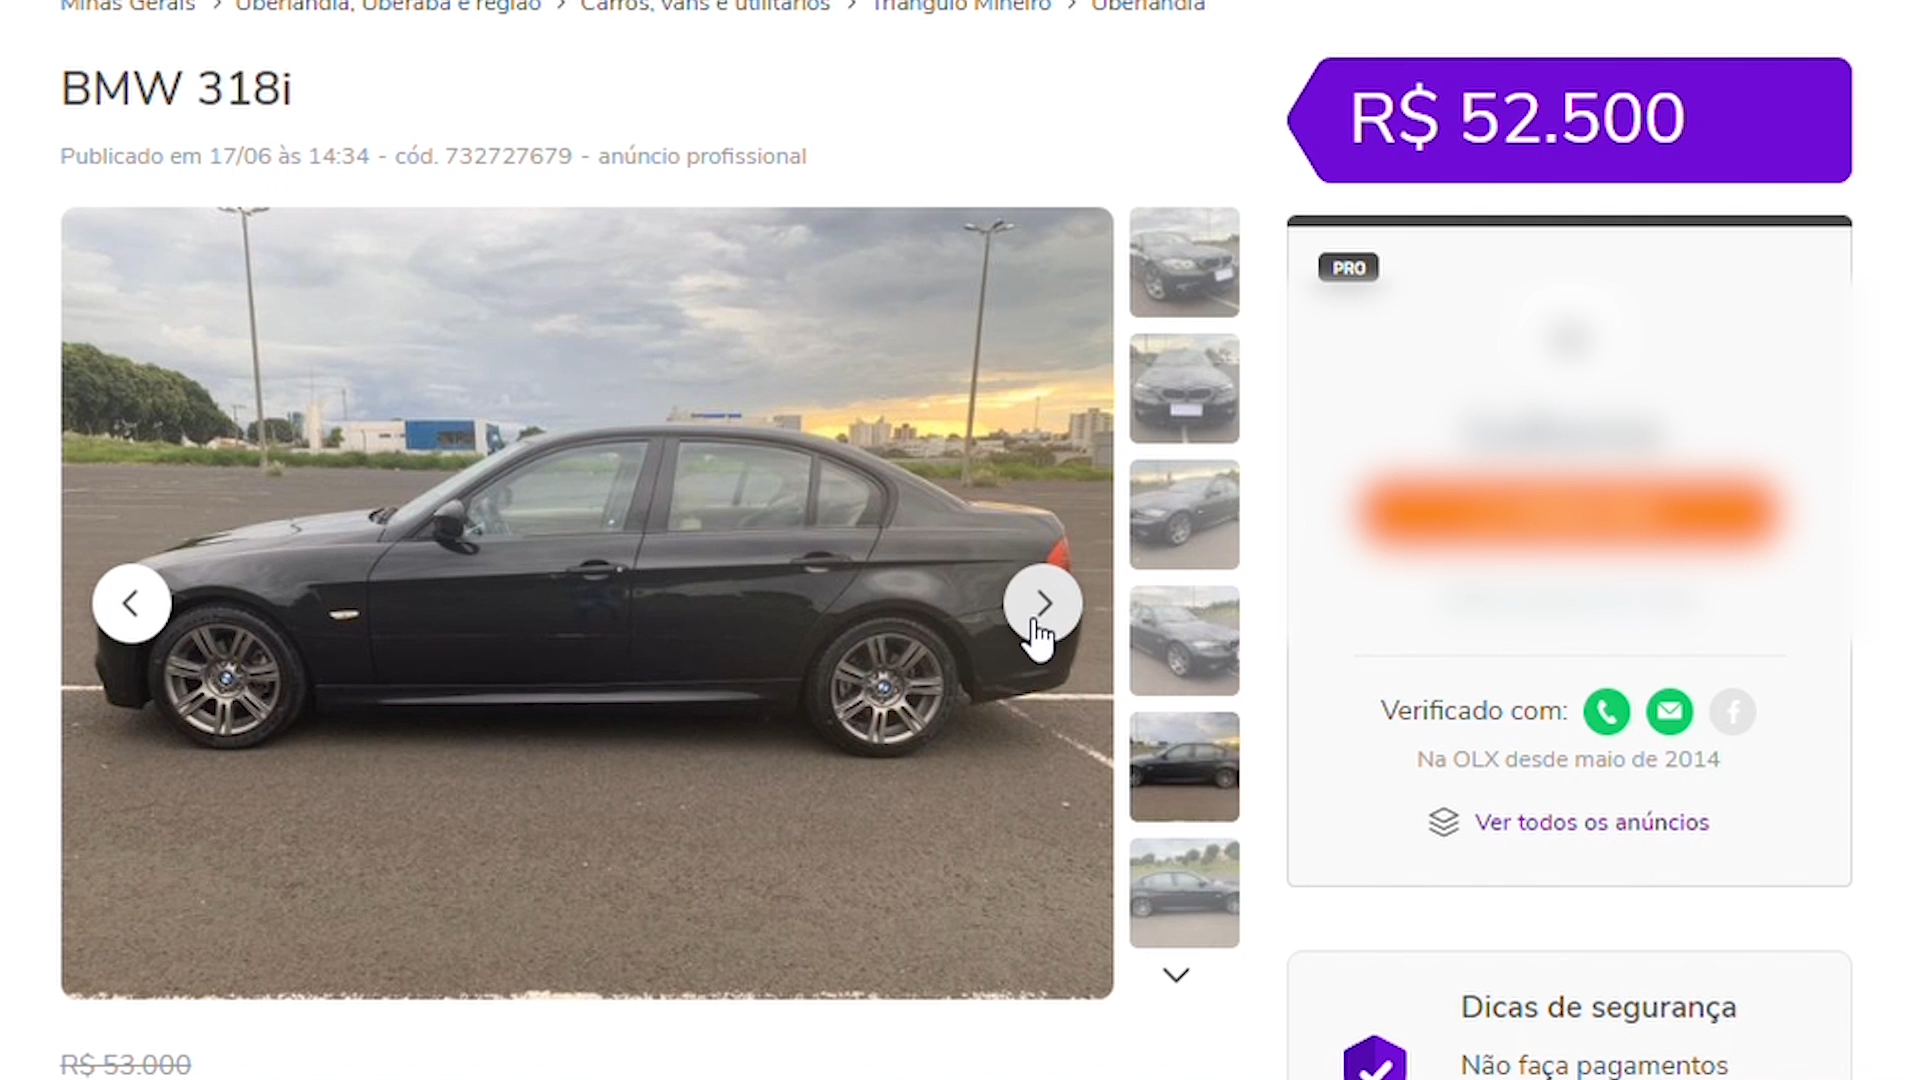 Minas Gerais > Uberlândia, Uberaba e região > Carros, vans e utilitários > Triângulo Mineiro > Uberlândia
BMW 318i
Publicado em 17/06 às 14:34 - cód. 732727679 - anúncio profissional
R$ 52.500
PRO
Verificado com:
Na OLX desde maio de 2014
Ver todos os anúncios
R$ 53.000
Dicas de segurança
Não faça pagamentos